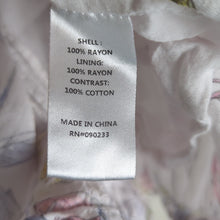 SHELL :
100% RAYON
LINING:
100% RAYON
CONTRAST:
100% COTTON
MADE IN CHINA
RN#090233